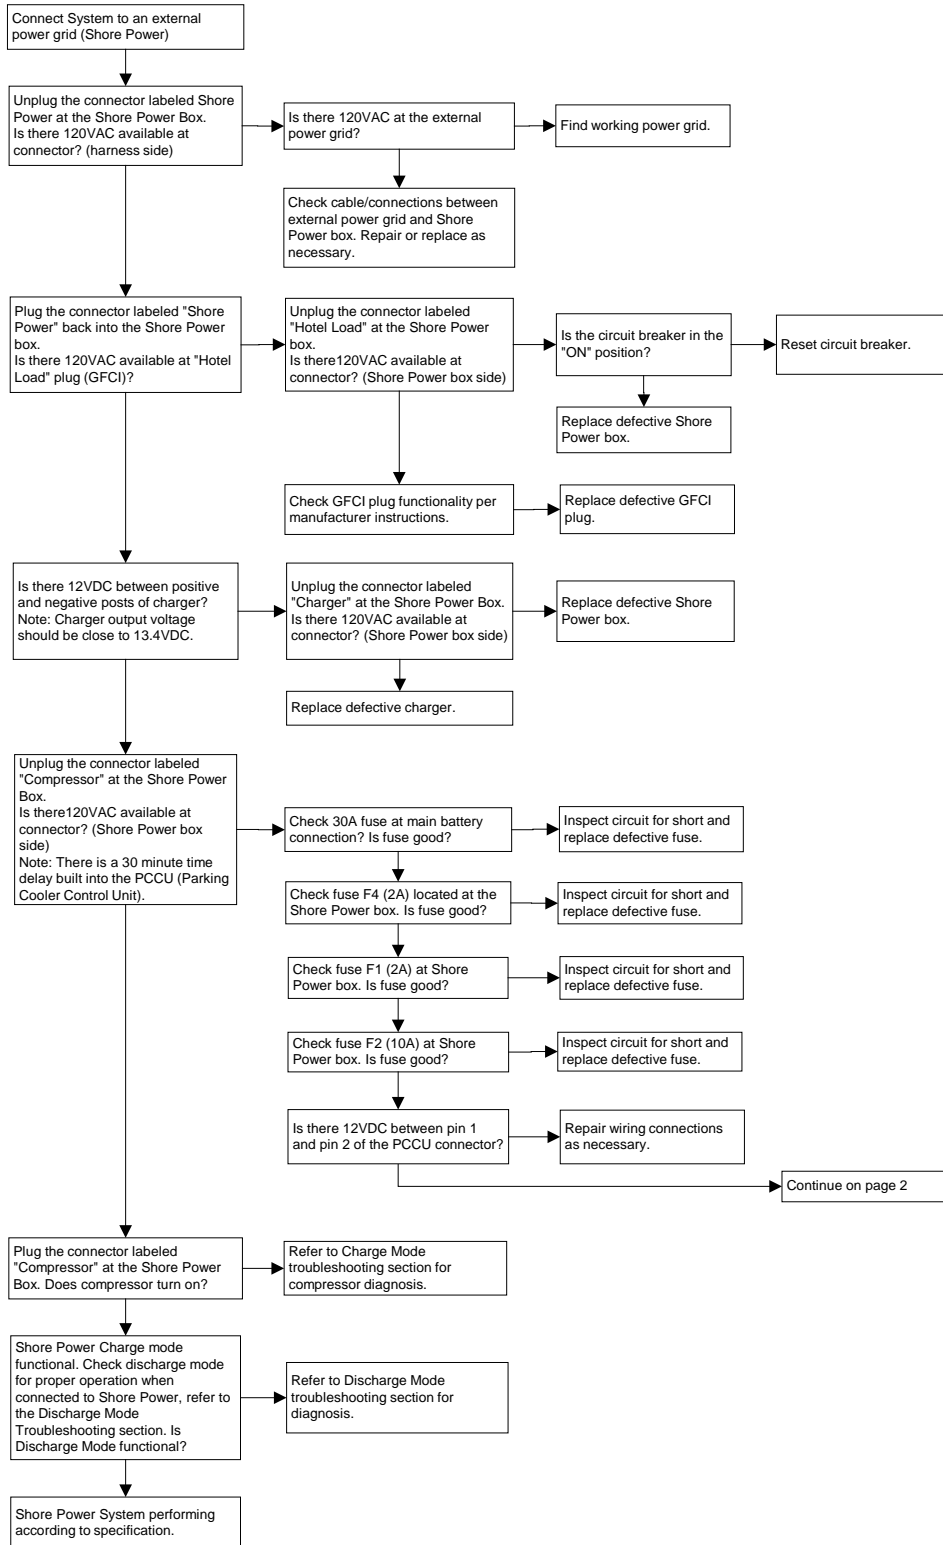 Connect System to an external
power grid (Shore Power)
Unplug the connector labeled Shore
Power at the Shore Power Box.
Is there 120VAC available at
connector? (harness side)
Is there 120VAC at the external
power grid?
Find working power grid.
Check cable/connections between
external power grid and Shore
Power box. Repair or replace as
necessary.
Plug the connector labeled "Shore
Power" back into the Shore Power
box.
Is there 120VAC available at "Hotel
Load" plug (GFCI)?
Unplug the connector labeled
"Hotel Load" at the Shore Power
box.
Is there120VAC available at
connector? (Shore Power box side)
Is the circuit breaker in the
"ON" position?
Reset circuit breaker.
Replace defective Shore
Power box.
Check GFCI plug functionality per
manufacturer instructions.
Replace defective GFCI
plug.
Is there 12VDC between positive
and negative posts of charger?
Note: Charger output voltage
should be close to 13.4VDC.
Unplug the connector labeled
"Charger" at the Shore Power Box.
Is there 120VAC available at
connector? (Shore Power box side)
Replace defective Shore
Power box.
Replace defective charger.
Unplug the connector labeled
"Compressor" at the Shore Power
Box.
Is there120VAC available at
connector? (Shore Power box
side)
Note: There is a 30 minute time
delay built into the PCCU (Parking
Cooler Control Unit).
Check 30A fuse at main battery
connection? Is fuse good?
Inspect circuit for short and
replace defective fuse.
Check fuse F4 (2A) located at the
Shore Power box. Is fuse good?
Inspect circuit for short and
replace defective fuse.
Check fuse F1 (2A) at Shore
Power box. Is fuse good?
Inspect circuit for short and
replace defective fuse.
Check fuse F2 (10A) at Shore
Power box. Is fuse good?
Inspect circuit for short and
replace defective fuse.
Is there 12VDC between pin 1
and pin 2 of the PCCU connector?
Repair wiring connections
as necessary.
Continue on page 2
Plug the connector labeled
"Compressor" at the Shore Power
Box. Does compressor turn on?
Refer to Charge Mode
troubleshooting section for
compressor diagnosis.
Shore Power Charge mode
functional. Check discharge mode
for proper operation when
connected to Shore Power, refer to
the Discharge Mode
Troubleshooting section. Is
Discharge Mode functional?
Refer to Discharge Mode
troubleshooting section for
diagnosis.
Shore Power System performing
according to specification.